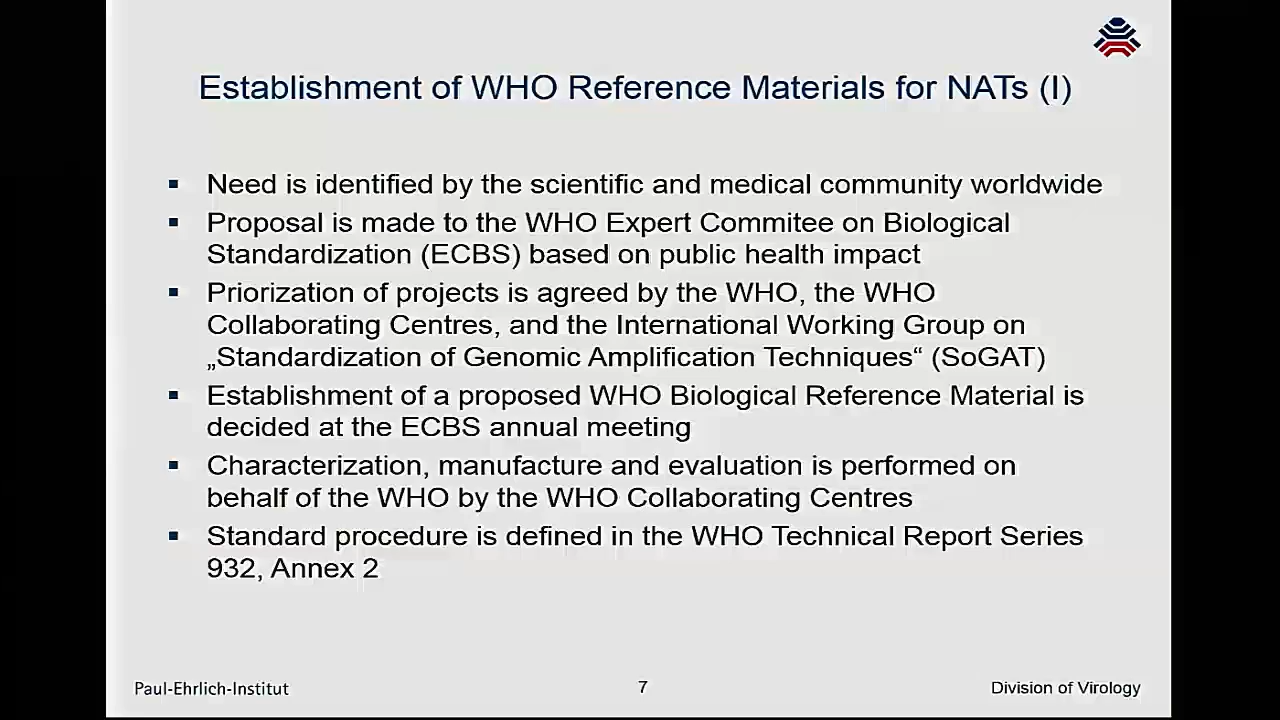 Establishment of WHO Reference Materials for NATs (I)
▪ Need is identified by the scientific and medical community worldwide
▪ Proposal is made to the WHO Expert Commitee on Biological
Standardization (ECBS) based on public health impact
▪ Priorization of projects is agreed by the WHO, the WHO
Collaborating Centres, and the International Working Group on
„Standardization of Genomic Amplification Techniques“ (SoGAT)
▪ Establishment of a proposed WHO Biological Reference Material is
decided at the ECBS annual meeting
▪ Characterization, manufacture and evaluation is performed on
behalf of the WHO by the WHO Collaborating Centres
▪ Standard procedure is defined in the WHO Technical Report Series
932, Annex 2
Paul-Ehrlich-Institut 7 Division of Virology